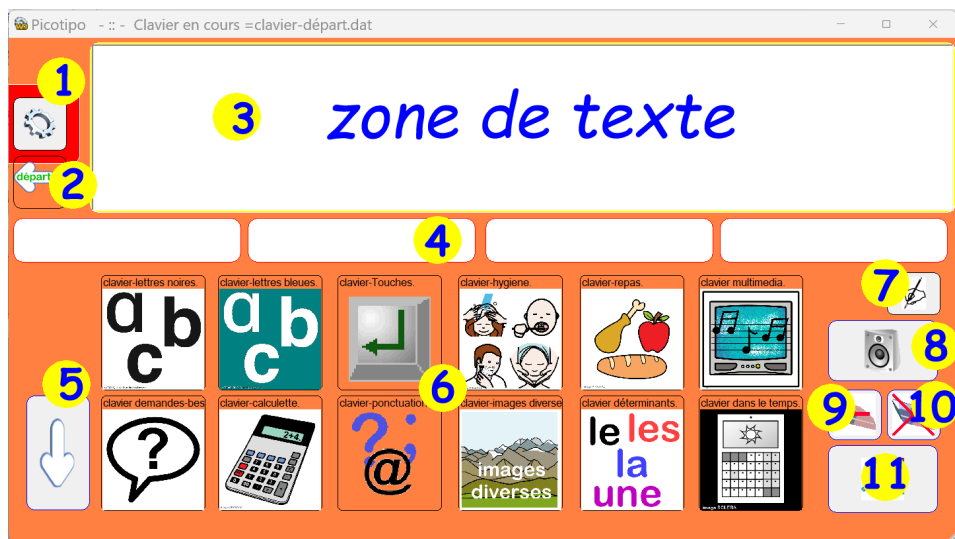 Picotipo - :: - Clavier en cours =clavier-départ.dat
1
3 zone de texte
départ
2
4
clavier-lettres noires. clavier-lettres bleues. clavier-Touches. clavier-hygiene. clavier-repas. clavier multimedia.
a b c
a b c
7
8
5
6
9
10
clavier demandes-bes clavier-calculette. clavier-ponctuation clavier-images diverse clavier déterminants. clavier dans le temps.
?
2+4
? ; @
images diverses
le les
la
une
11
image SCLERA